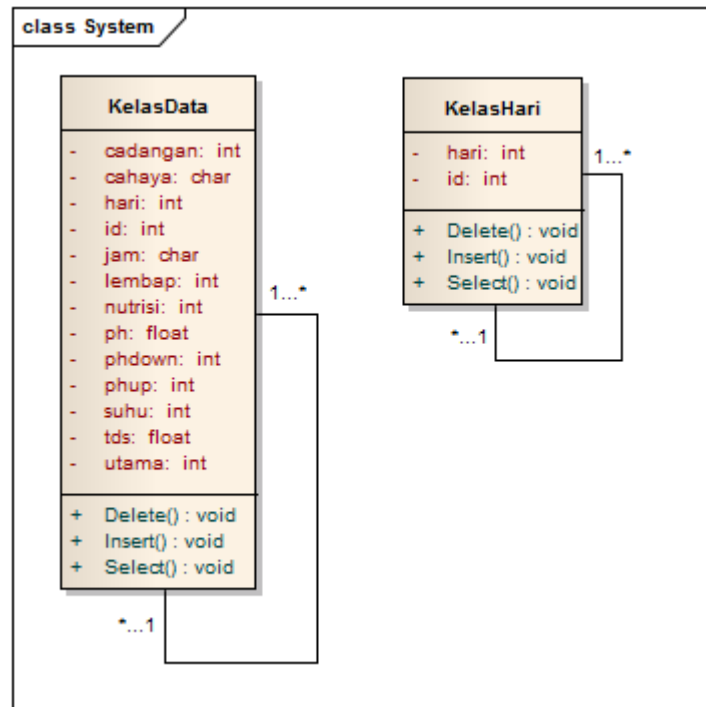 class System
KelasData
- cadangan: int
- cahaya: char
- hari: int
- id: int
- jam: char
- lembap: int
- nutrisi: int
- ph: float
- phdown: int
- phup: int
- suhu: int
- tds: float
- utama: int
+ Delete() : void
+ Insert() : void
+ Select() : void
1...*
*...1
KelasHari
- hari: int
- id: int
+ Delete() : void
+ Insert() : void
+ Select() : void
1...*
*...1